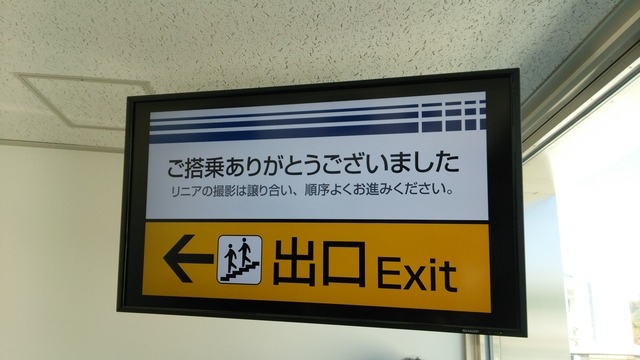 ご搭乗ありがとうございました
リニアの撮影は譲り合い、順序よくお進みください。
出口 Exit